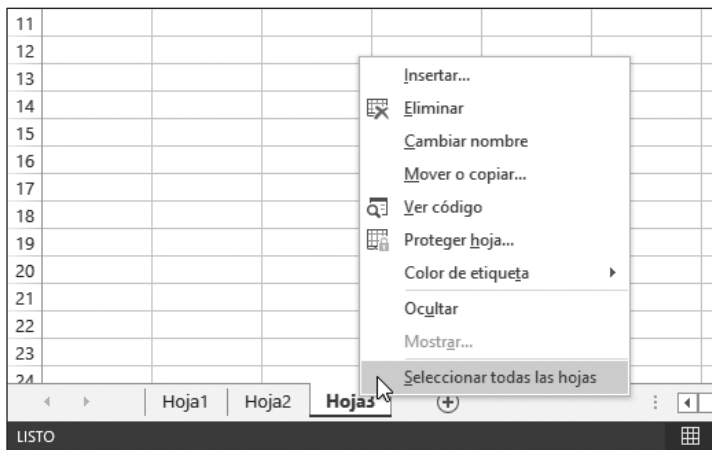 11
12
13
14
15
16
17
18
19
20
21
22
23
24
Insertar...
Eliminar
Cambiar nombre
Mover o copiar...
Ver código
Proteger hoja...
Color de etiqueta
Ocultar
Mostrar...
Seleccionar todas las hojas
Hoja1 Hoja2 Hoja3
LISTO